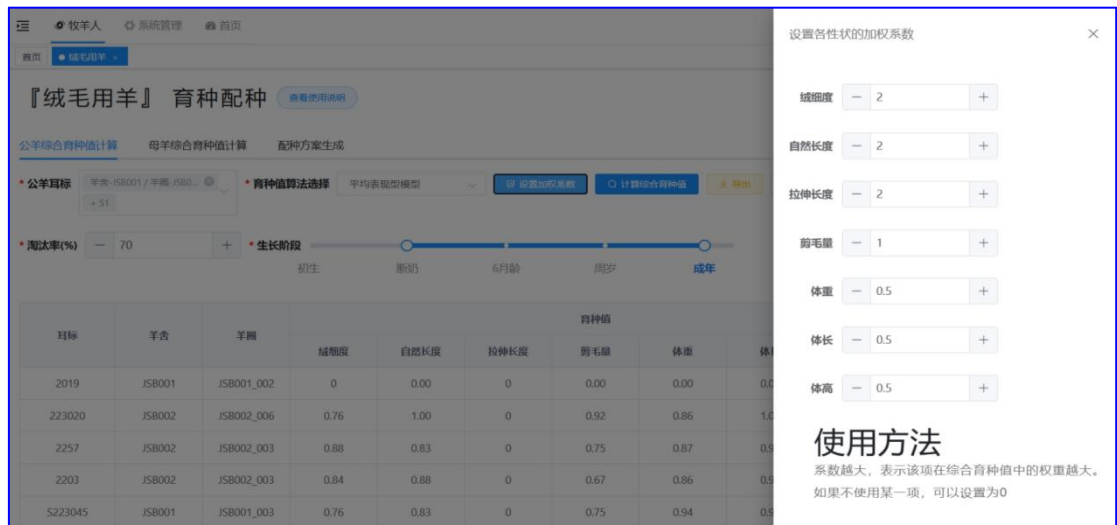 牧羊人 系统管理 首页
首页 绒毛用羊 ×
『绒毛用羊』 育种配种 查看使用说明
公羊综合育种值计算 母羊综合育种值计算 配种方案生成
* 公羊耳标 羊舍-JSB001 / 羊圈-JSB0... * 育种值算法选择 平均表现型模型 设置加权系数 计算综合育种值 导出
+ 51
* 淘汰率(%) 70 * 生长阶段
初生 断奶 6月龄 周岁 成年
耳标 羊舍 羊圈 育种值
绒细度 自然长度 拉伸长度 剪毛量 体重
2019 JSB001 JSB001_002 0 0.00 0 0.00 0.00
223020 JSB002 JSB002_006 0.76 1.00 0 0.92 0.86
2257 JSB002 JSB002_003 0.88 0.83 0 0.75 0.87
2203 JSB002 JSB002_003 0.84 0.88 0 0.67 0.86
S223045 JSB001 JSB001_003 0.76 0.83 0 0.75 0.94
设置各性状的加权系数
绒细度 — 2 +
自然长度 — 2 +
拉伸长度 — 2 +
剪毛量 — 1 +
体重 — 0.5 +
体长 — 0.5 +
体高 — 0.5 +
使用方法
系数越大，表示该项在综合育种值中的权重越大。
如果不使用某一项，可以设置为0